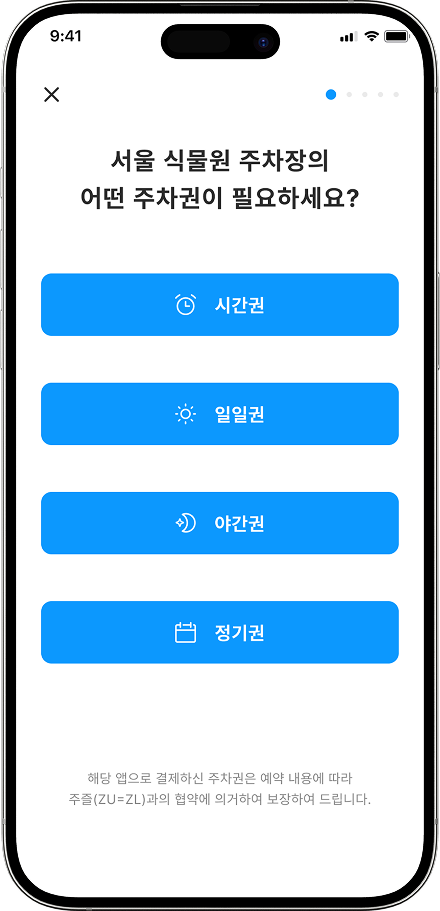 9:41
서울 식물원 주차장의
어떤 주차권이 필요하세요?
시간권
일일권
야간권
정기권
해당 앱으로 결제하신 주차권은 예약 내용에 따라
주즐(ZU=ZL)과의 협약에 의거하여 보장하여 드립니다.